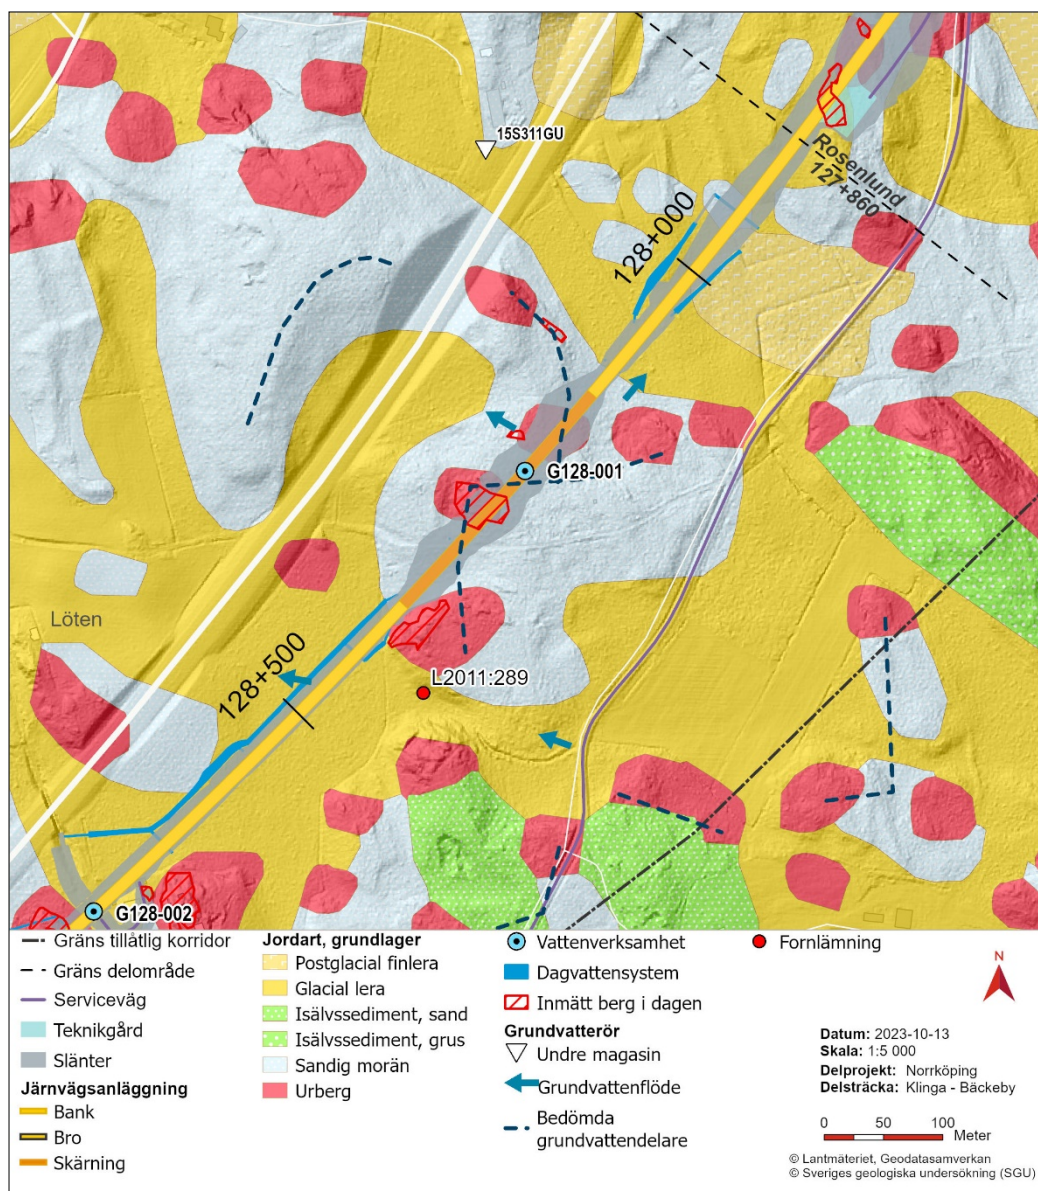 15S311GU
Rosenlund
127+860
128+000
G128-001
Löten
128+500
L2011:289
G128-002
Gräns tillåtlig korridor
Gräns delområde
Serviceväg
Teknikgård
Slänter
Järnvägsanläggning
Bank
Bro
Skärning
Jordart, grundlager
Postglacial finlera
Glacial lera
Isälvssediment, sand
Isälvssediment, grus
Sandig morän
Urberg
Vattenverksamhet
Dagvattensystem
Inmätt berg i dagen
Grundvatterör
Undre magasin
Grundvattenflöde
Bedömda
grundvattendelare
Fornlämning
N
Datum: 2023-10-13
Skala: 1:5 000
Delprojekt: Norrköping
Delsträcka: Klinga - Bäckeby
0 50 100
Meter
© Lantmäteriet, Geodatasamverkan
© Sveriges geologiska undersökning (SGU)